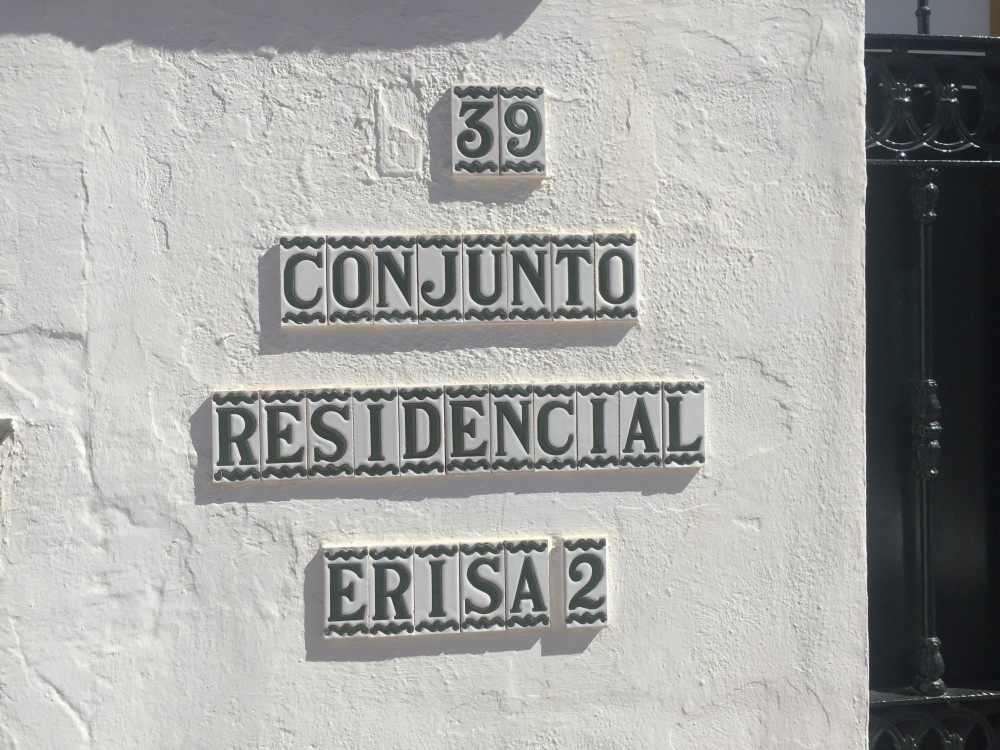 39
CONJUNTO
RESIDENCIAL
ERISA 2